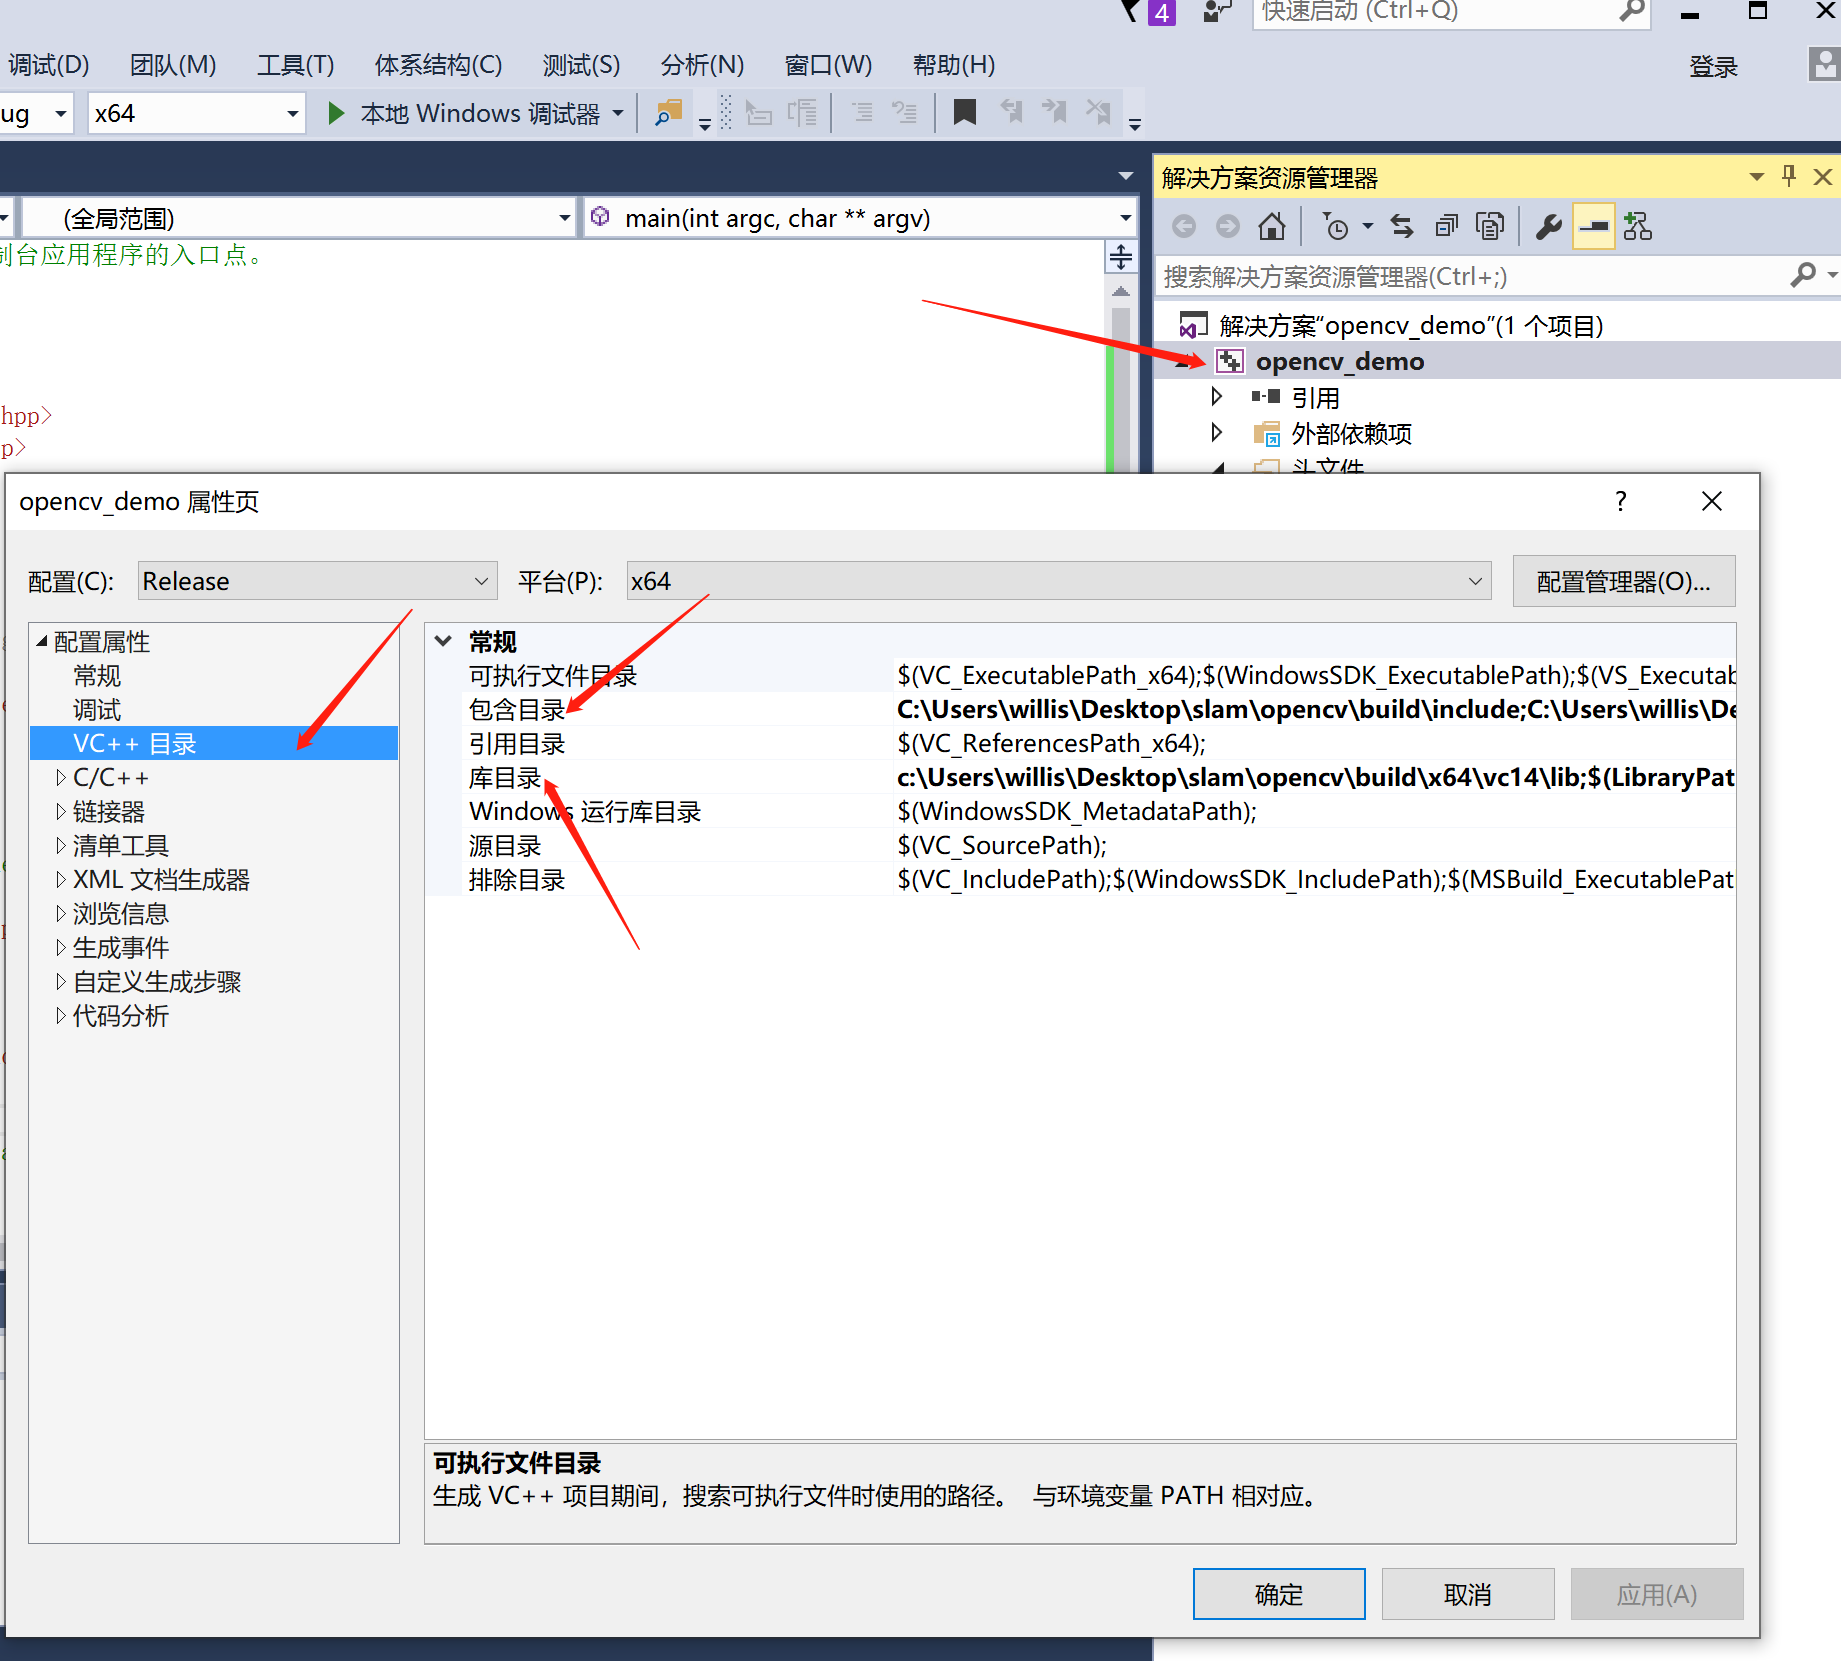 4
快速启动 (Ctrl+Q)
调试(D) 团队(M) 工具(T) 体系结构(C) 测试(S) 分析(N) 窗口(W) 帮助(H) 登录
ug x64 本地 Windows 调试器
解决方案资源管理器
(全局范围) main(int argc, char ** argv)
制台应用程序的入口点。
搜索解决方案资源管理器(Ctrl+;)
解决方案“opencv_demo”(1 个项目)
opencv_demo
引用
外部依赖项
头文件
hpp>
p>
opencv_demo 属性页 ?
配置(C): Release 平台(P): x64 配置管理器(O)...
配置属性
常规
调试
VC++ 目录
C/C++
链接器
清单工具
XML 文档生成器
浏览信息
生成事件
自定义生成步骤
代码分析
常规
可执行文件目录 $(VC_ExecutablePath_x64);$(WindowsSDK_ExecutablePath);$(VS_Executab
包含目录 C:\Users\willis\Desktop\slam\opencv\build\include;C:\Users\willis\De
引用目录 $(VC_ReferencesPath_x64);
库目录 c:\Users\willis\Desktop\slam\opencv\build\x64\vc14\lib;$(LibraryPat
Windows 运行库目录 $(WindowsSDK_MetadataPath);
源目录 $(VC_SourcePath);
排除目录 $(VC_IncludePath);$(WindowsSDK_IncludePath);$(MSBuild_ExecutablePat
可执行文件目录
生成 VC++ 项目期间，搜索可执行文件时使用的路径。 与环境变量 PATH 相对应。
确定 取消 应用(A)